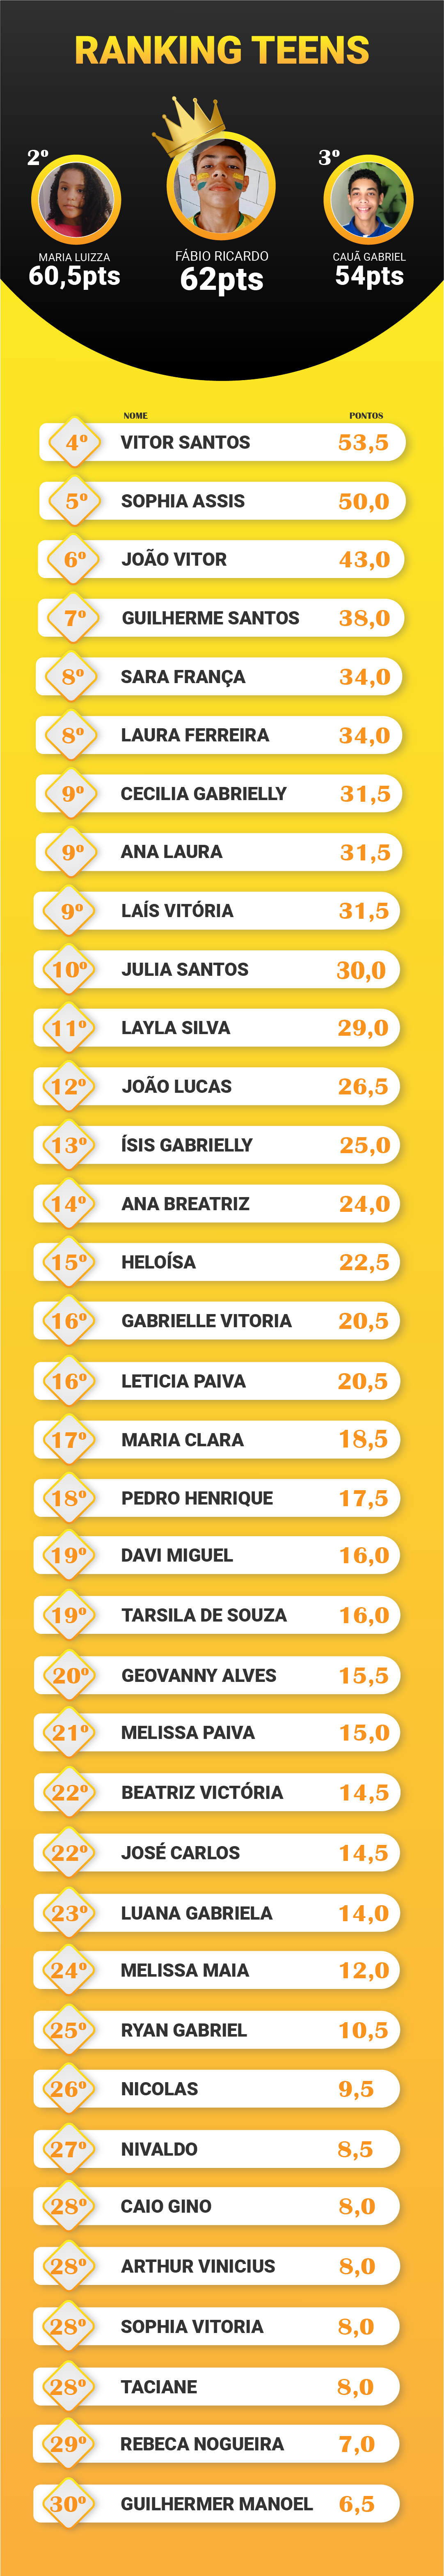 RANKING TEENS
2º
3º
MARIA LUIZZA
60,5pts
FÁBIO RICARDO
62pts
CAUÃ GABRIEL
54pts
NOME PONTOS
4º VITOR SANTOS 53,5
5º SOPHIA ASSIS 50,0
6º JOÃO VITOR 43,0
7º GUILHERME SANTOS 38,0
8º SARA FRANÇA 34,0
8º LAURA FERREIRA 34,0
9º CECILIA GABRIELLY 31,5
9º ANA LAURA 31,5
9º LAÍS VITÓRIA 31,5
10º JULIA SANTOS 30,0
11º LAYLA SILVA 29,0
12º JOÃO LUCAS 26,5
13º ÍSIS GABRIELLY 25,0
14º ANA BREATRIZ 24,0
15º HELOÍSA 22,5
16º GABRIELLE VITORIA 20,5
16º LETICIA PAIVA 20,5
17º MARIA CLARA 18,5
18º PEDRO HENRIQUE 17,5
19º DAVI MIGUEL 16,0
19º TARSILA DE SOUZA 16,0
20º GEOVANNY ALVES 15,5
21º MELISSA PAIVA 15,0
22º BEATRIZ VICTÓRIA 14,5
22º JOSÉ CARLOS 14,5
23º LUANA GABRIELA 14,0
24º MELISSA MAIA 12,0
25º RYAN GABRIEL 10,5
26º NICOLAS 9,5
27º NIVALDO 8,5
28º CAIO GINO 8,0
28º ARTHUR VINICIUS 8,0
28º SOPHIA VITORIA 8,0
28º TACIANE 8,0
29º REBECA NOGUEIRA 7,0
30º GUILHERMER MANOEL 6,5